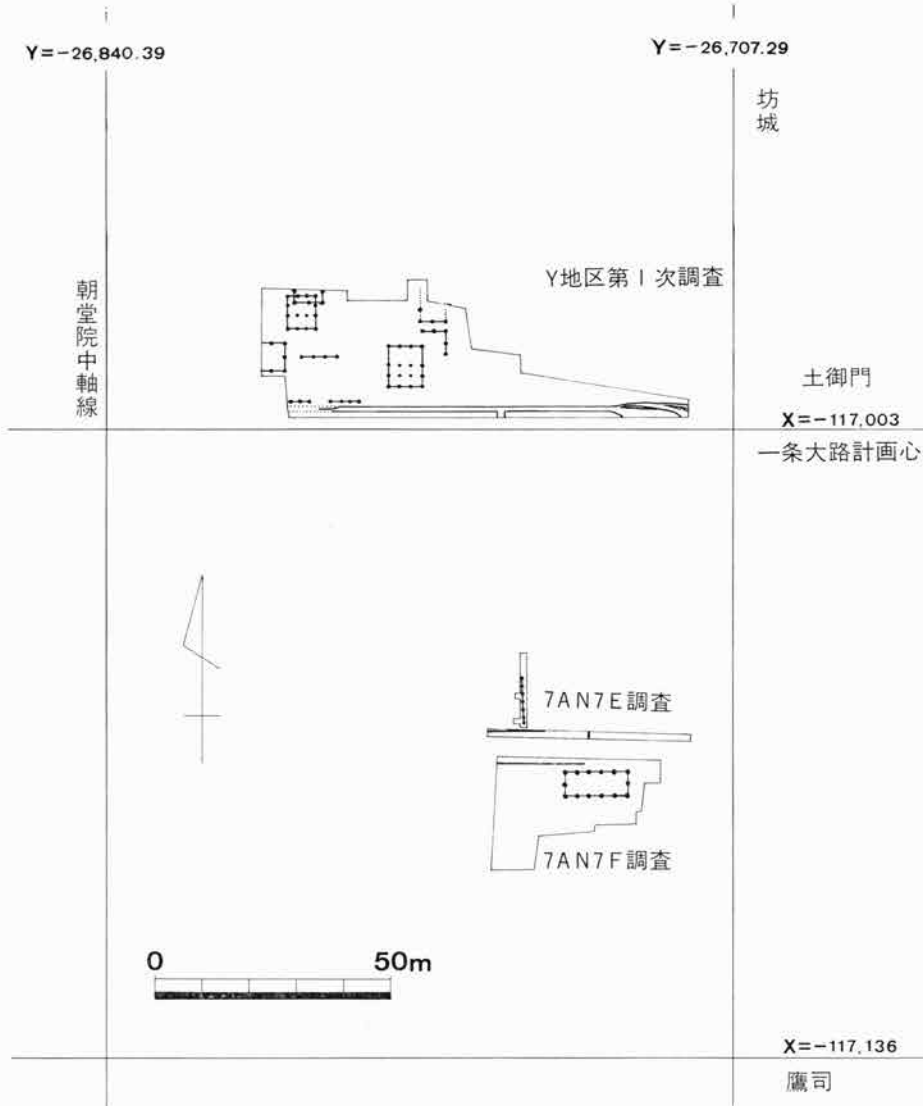 Y=-26,840.39
Y=-26,707.29
坊城
Y地区第1次調査
朝堂院中軸線
土御門
X=-117,003
一条大路計画心
7AN7E調査
7AN7F調査
0 50m
X=-117,136
鷹司